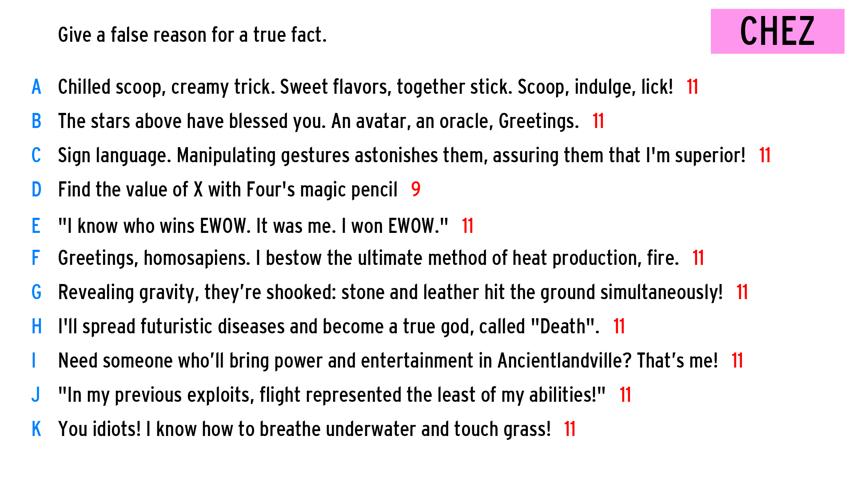 Give a false reason for a true fact.
CHEZ
A Chilled scoop, creamy trick. Sweet flavors, together stick. Scoop, indulge, lick! 11
B The stars above have blessed you. An avatar, an oracle, Greetings. 11
C Sign language. Manipulating gestures astonishes them, assuring them that I'm superior! 11
D Find the value of X with Four's magic pencil 9
E "I know who wins EWOW. It was me. I won EWOW." 11
F Greetings, homosapiens. I bestow the ultimate method of heat production, fire. 11
G Revealing gravity, they’re shooked: stone and leather hit the ground simultaneously! 11
H I'll spread futuristic diseases and become a true god, called "Death". 11
I Need someone who’ll bring power and entertainment in Ancientlandville? That’s me! 11
J "In my previous exploits, flight represented the least of my abilities!" 11
K You idiots! I know how to breathe underwater and touch grass! 11